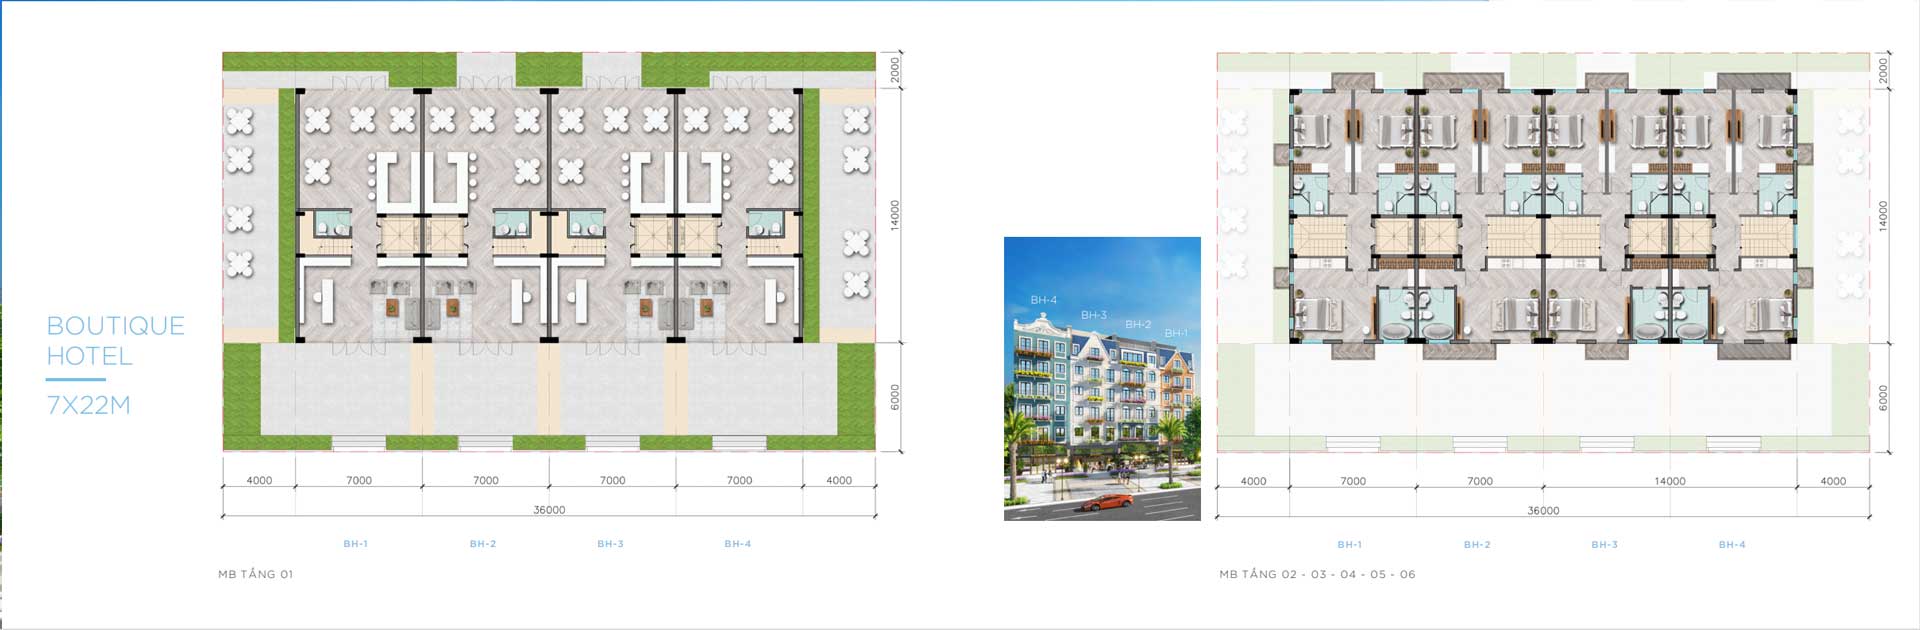 BOUTIQUE
HOTEL
7X22M
2000
14000
6000
4000 7000 7000 7000 7000 4000
36000
BH-1 BH-2 BH-3 BH-4
MB TẦNG 01
BH-4
BH-3
BH-2
BH-1
2000
14000
6000
4000 7000 7000 14000 4000
36000
BH-1 BH-2 BH-3 BH-4
MB TẦNG 02 - 03 - 04 - 05 - 06